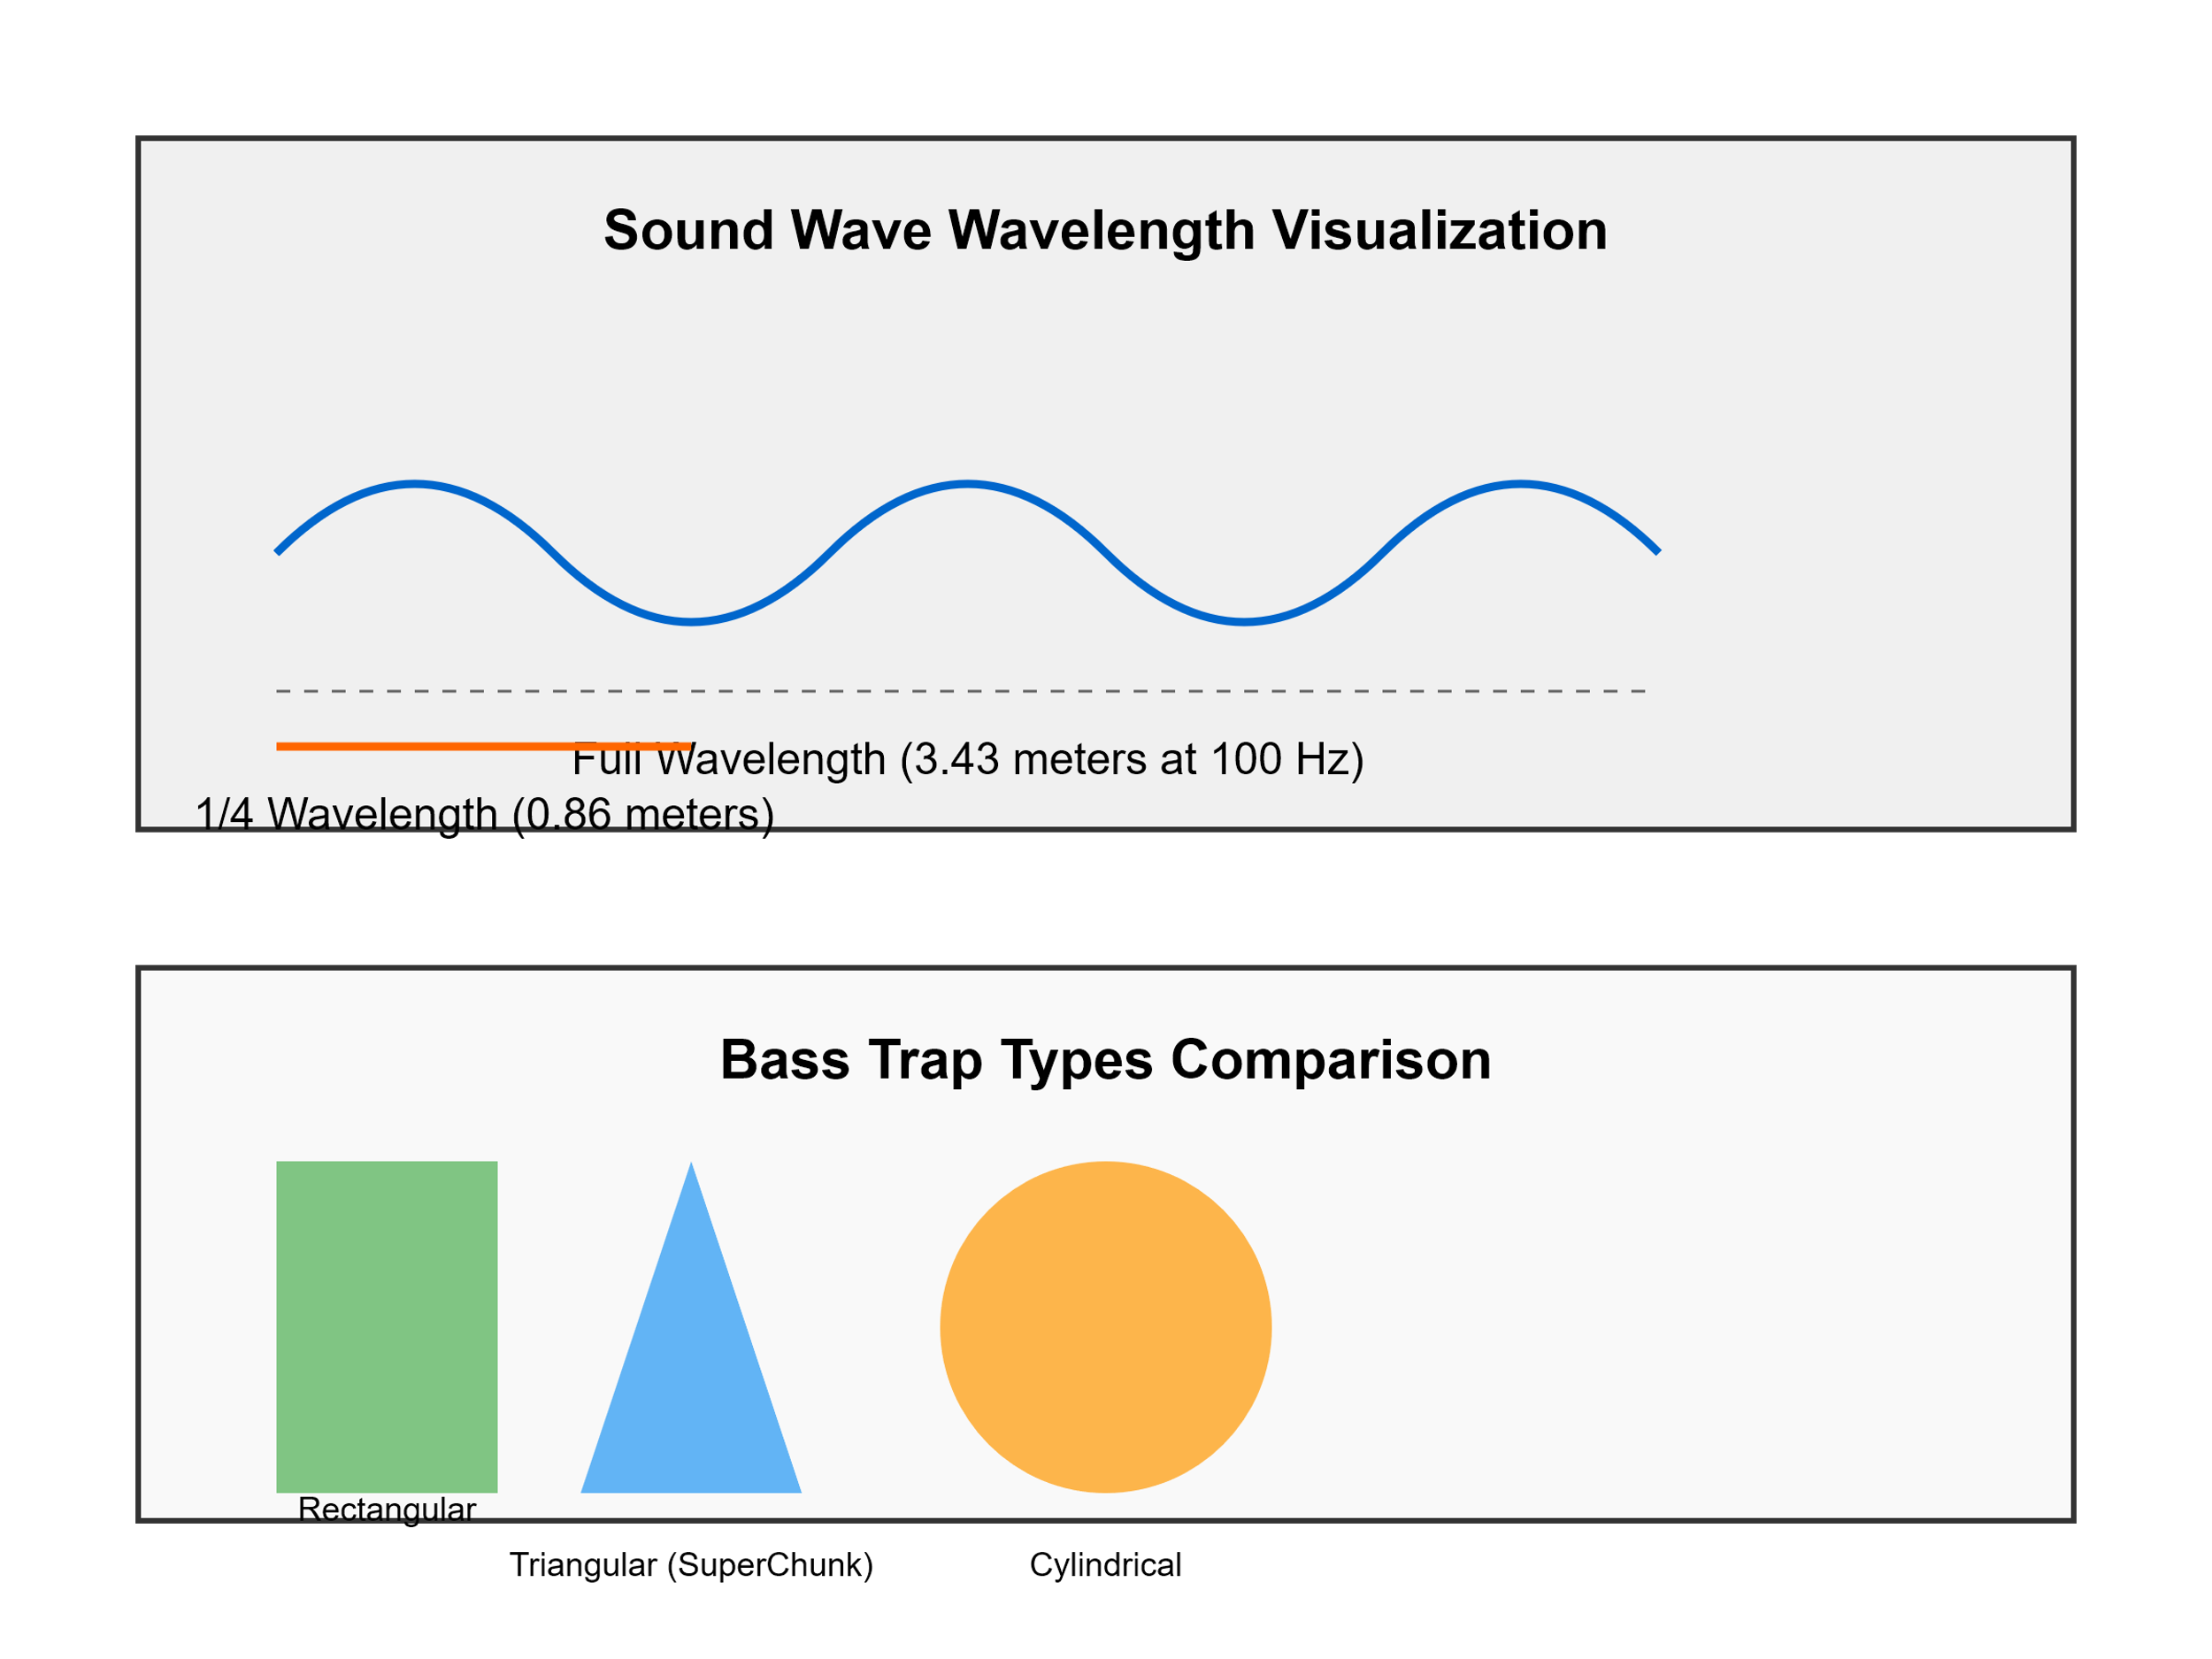 Sound Wave Wavelength Visualization
Full Wavelength (3.43 meters at 100 Hz)
1/4 Wavelength (0.86 meters)
Bass Trap Types Comparison
Rectangular
Triangular (SuperChunk)
Cylindrical